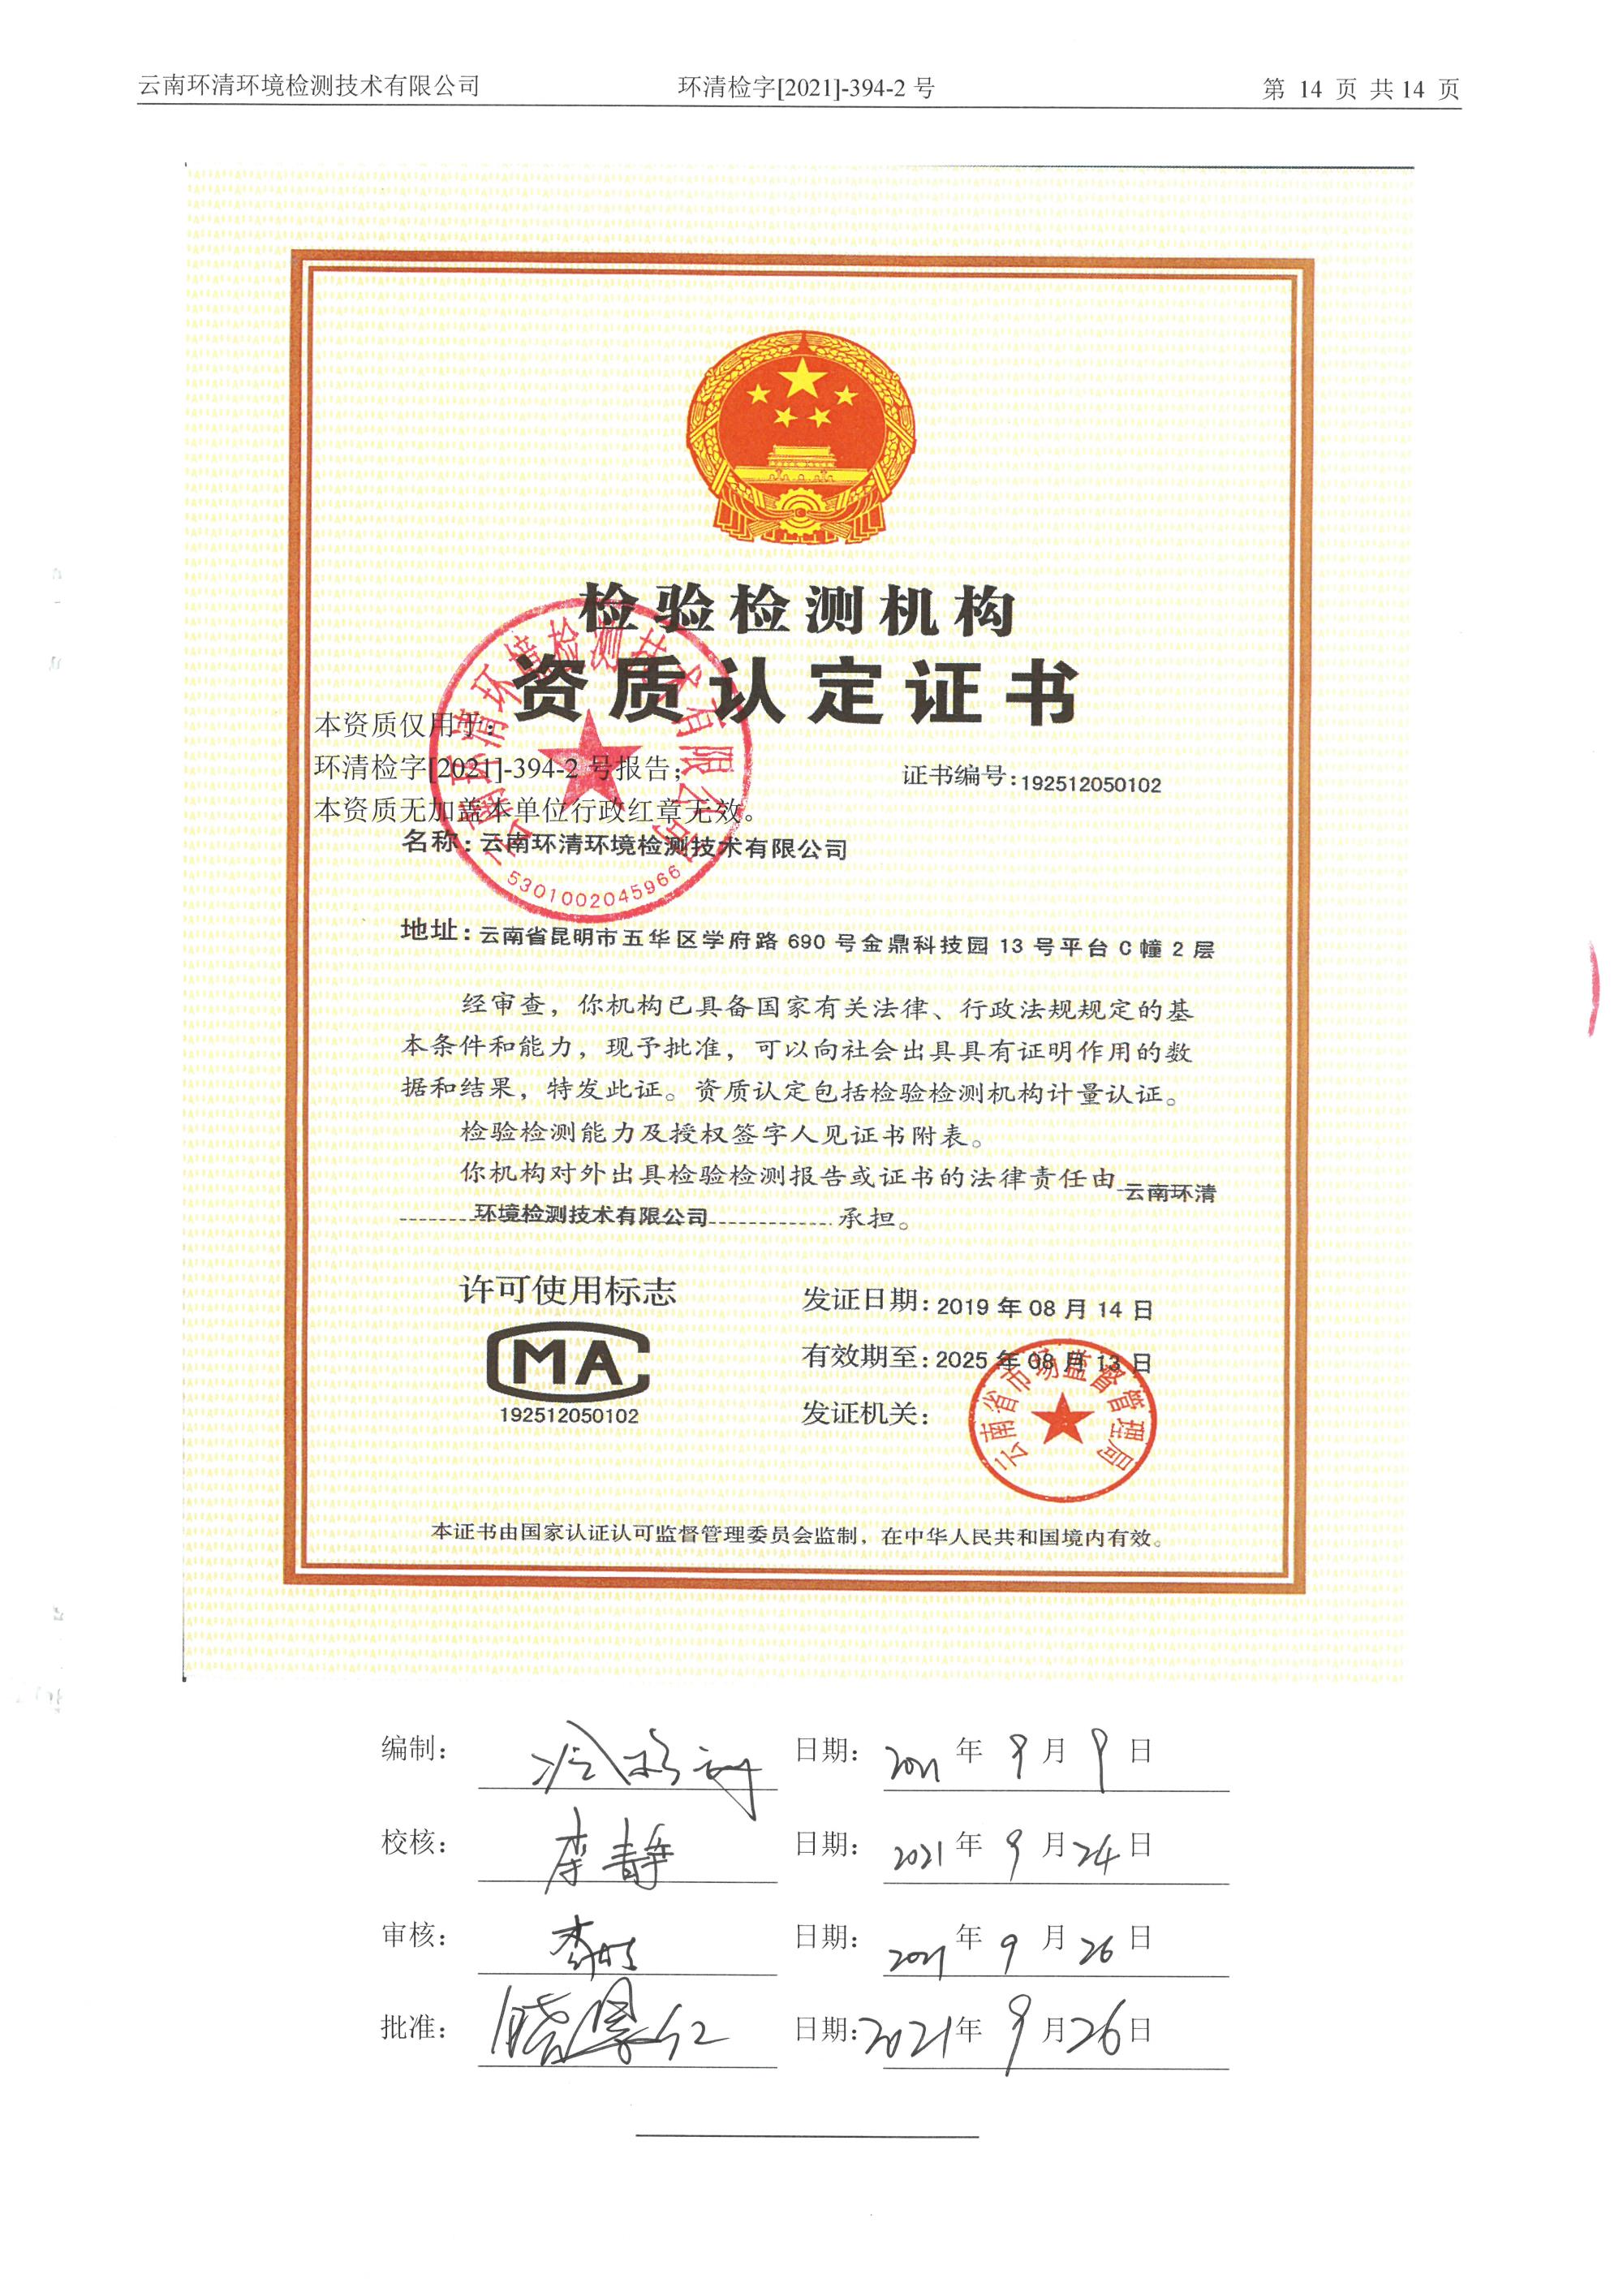 云南环清环境检测技术有限公司 环清检字[2021]-394-2 号 第 14 页 共 14 页
检验检测机构
资质认定证书
本资质仅用于：
环清检字[2021]-394-2 号报告；
证书编号：192512050102
本资质无加盖本单位行政红章无效。
名称：云南环清环境检测技术有限公司
云南环清环境检测技术有限公司
5301002045966
地址：云南省昆明市五华区学府路 690 号金鼎科技园 13 号平台 C 幢 2 层
经审查，你机构已具备国家有关法律、行政法规规定的基
本条件和能力，现予批准，可以向社会出具具有证明作用的数
据和结果，特发此证。资质认定包括检验检测机构计量认证。
检验检测能力及授权签字人见证书附表。
你机构对外出具检验检测报告或证书的法律责任由 云南环清
环境检测技术有限公司 承担。
许可使用标志
MA
192512050102
发证日期：2019 年 08 月 14 日
有效期至：2025 年 08 月 13 日
发证机关：
云南省市场监督管理局
本证书由国家认证认可监督管理委员会监制，在中华人民共和国境内有效。
编制： 日期：2021 年 9 月 9 日
校核：李静 日期：2021 年 9 月 24 日
审核： 日期：2021 年 9 月 26 日
批准： 日期：2021 年 9 月 26 日